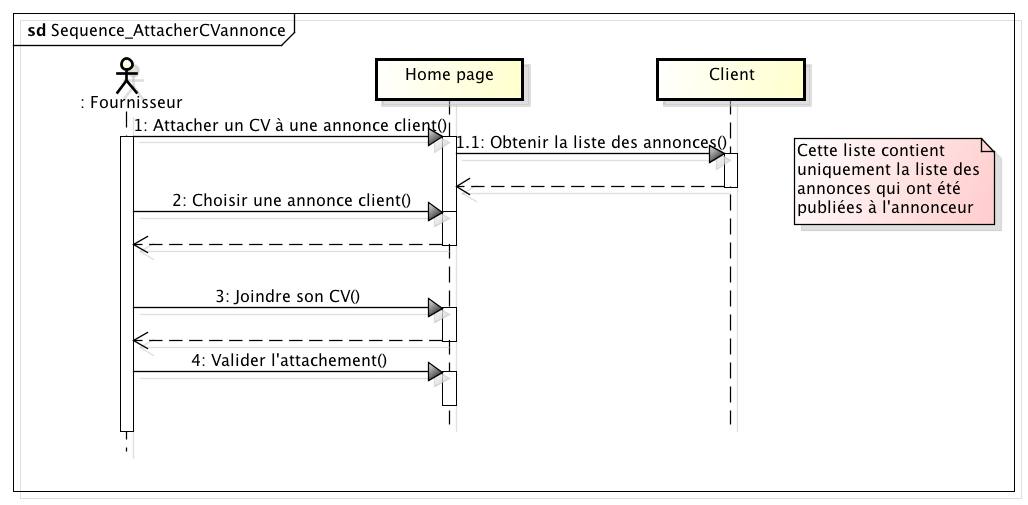 sd Sequence_AttacherCVannonce
: Fournisseur
Home page
Client
1: Attacher un CV à une annonce client()
1.1: Obtenir la liste des annonces()
Cette liste contient
uniquement la liste des
annonces qui ont été
publiées à l'annonceur
2: Choisir une annonce client()
3: Joindre son CV()
4: Valider l'attachement()